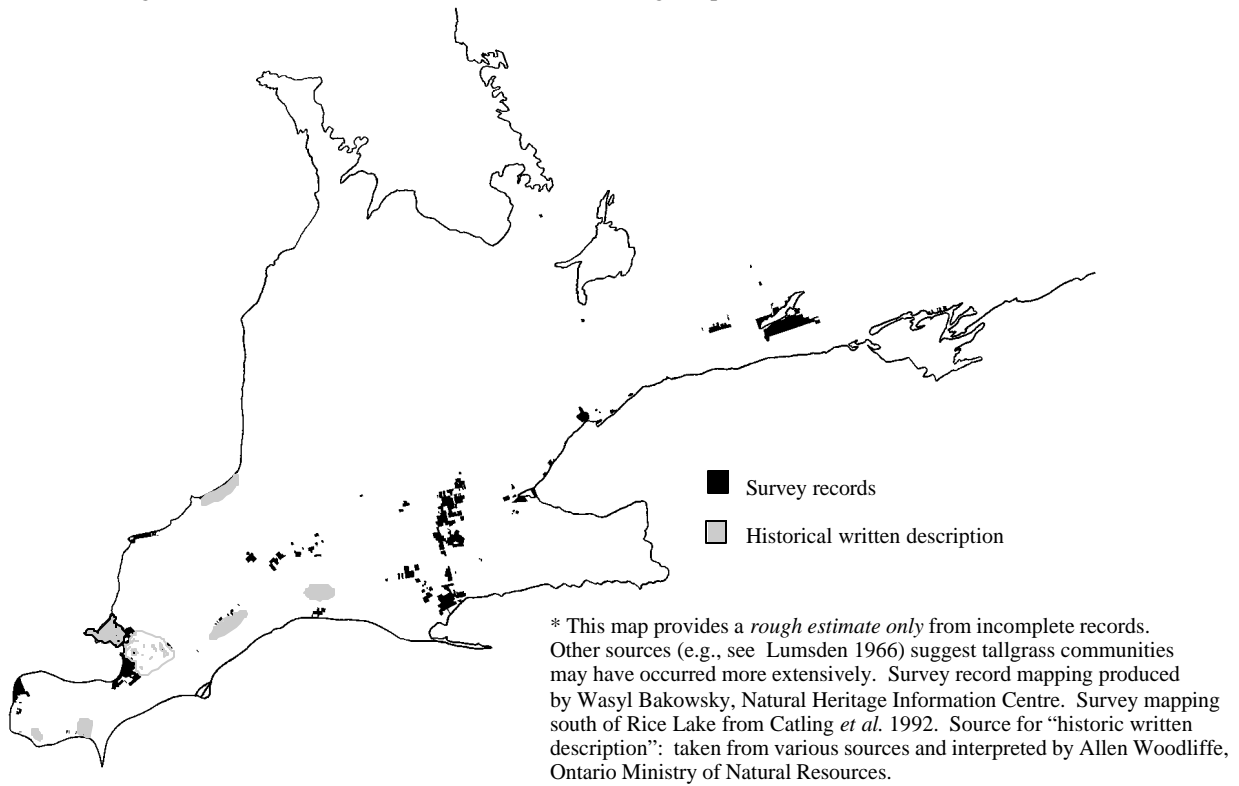 Survey records
Historical written description
* This map provides a rough estimate only from incomplete records.
Other sources (e.g., see Lumsden 1966) suggest tallgrass communities
may have occurred more extensively. Survey record mapping produced
by Wasyl Bakowsky, Natural Heritage Information Centre. Survey mapping
south of Rice Lake from Catling et al. 1992. Source for “historic written
description”: taken from various sources and interpreted by Allen Woodliffe,
Ontario Ministry of Natural Resources.